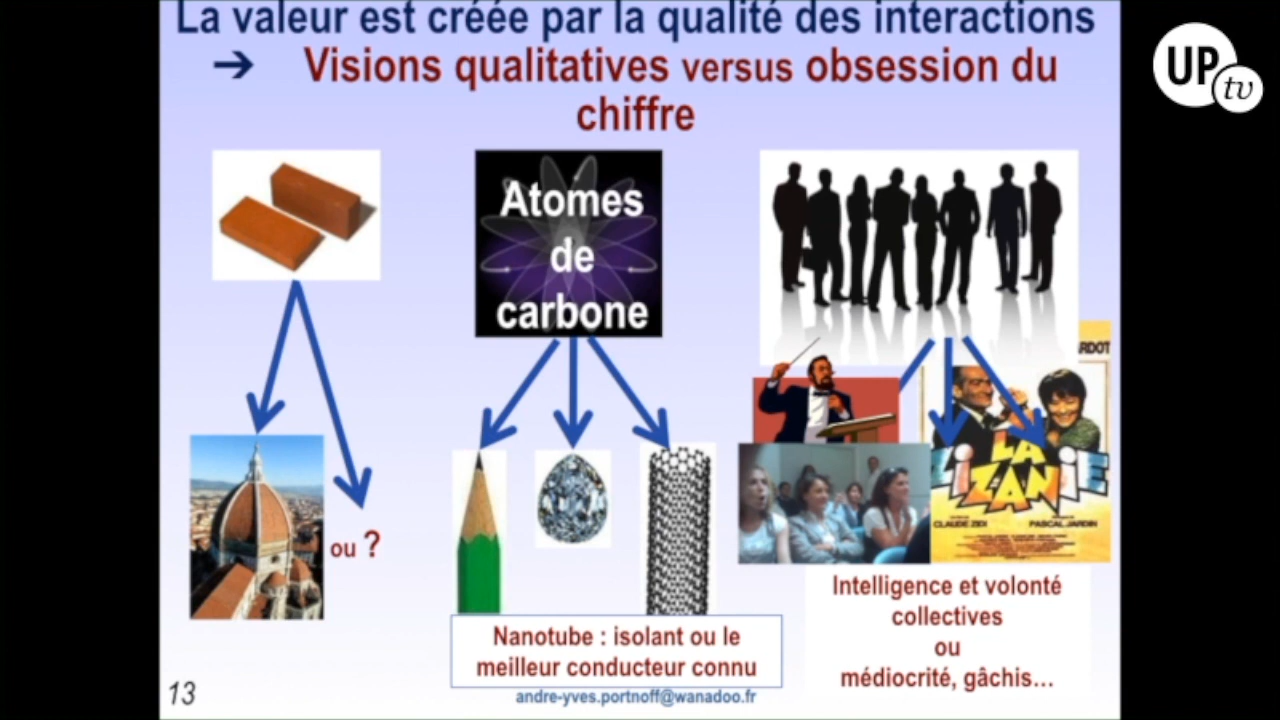 La valeur est créée par la qualité des interactions
➔ Visions qualitatives versus obsession du
chiffre
UP
tv
Atomes
de
carbone
RDOT
LA
ZIZANIE
CLAUDE ZIDI PASCAL JARDIN
ou ?
Nanotube : isolant ou le
meilleur conducteur connu
Intelligence et volonté
collectives
ou
médiocrité, gâchis...
13
andre-yves.portnoff@wanadoo.fr